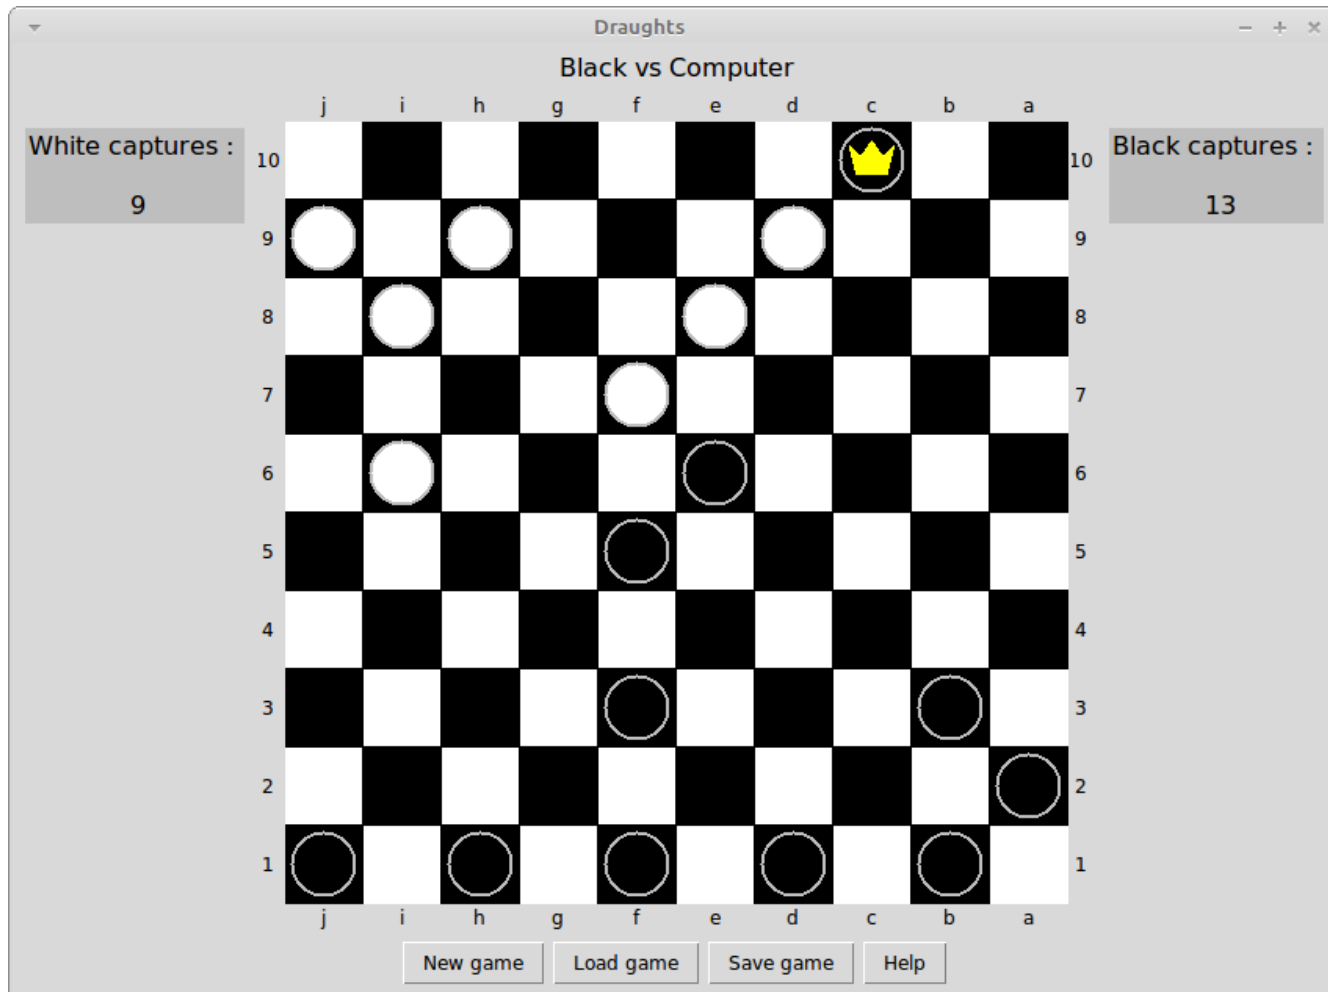 Draughts
Black vs Computer
j i h g f e d c b a
White captures :
9
Black captures :
13
10 10
9 9
8 8
7 7
6 6
5 5
4 4
3 3
2 2
1 1
j i h g f e d c b a
New game Load game Save game Help